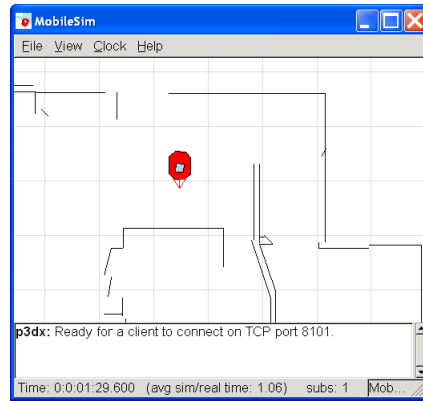 MobileSim
File View Clock Help
p3dx: Ready for a client to connect on TCP port 8101.
Time: 0:0:01:29.600 (avg sim/real time: 1.06) subs: 1 Mob...